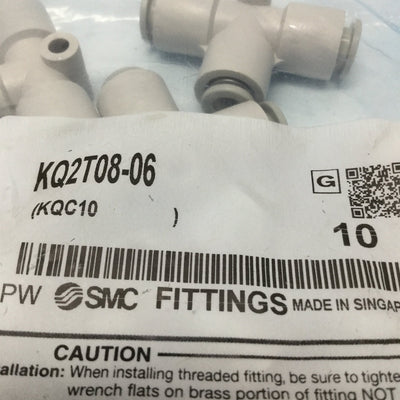 KQ2T08-06
(KQC10 )
G
10
PW SMC FITTINGS MADE IN SINGAP
CAUTION
allation: When installing threaded fitting, be sure to tighte
wrench flats on brass portion of fitting NOT